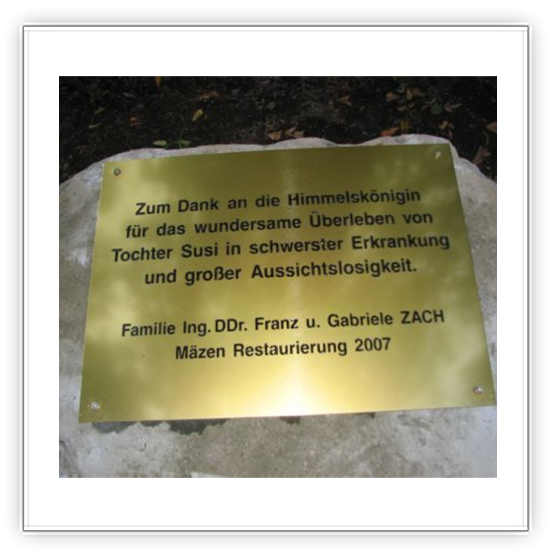 Zum Dank an die Himmelskönigin
für das wundersame Überleben von
Tochter Susi in schwerster Erkrankung
und großer Aussichtslosigkeit.
Familie Ing. DDr. Franz u. Gabriele ZACH
Mäzen Restaurierung 2007